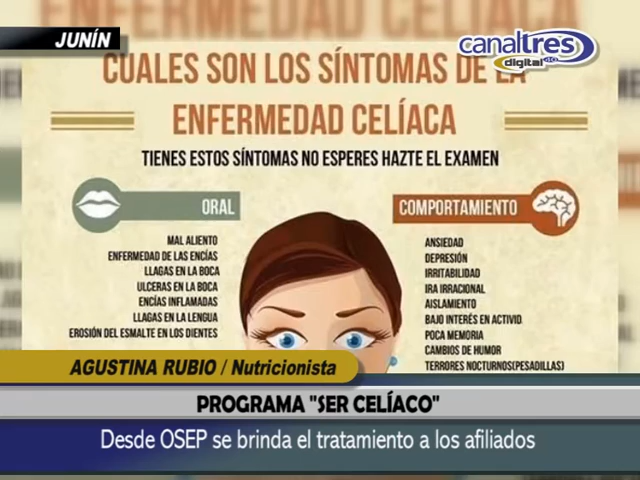 ENFERMEDAD CELÍACA
JUNÍN
canaltres
digital
CUALES SON LOS SÍNTOMAS DE LA
ENFERMEDAD CELÍACA
TIENES ESTOS SÍNTOMAS NO ESPERES HAZTE EL EXAMEN
ORAL
MAL ALIENTO
ENFERMEDAD DE LAS ENCÍAS
LLAGAS EN LA BOCA
ULCERAS EN LA BOCA
ENCÍAS INFLAMADAS
LLAGAS EN LA LENGUA
EROSIÓN DEL ESMALTE EN LOS DIENTES
COMPORTAMIENTO
ANSIEDAD
DEPRESIÓN
IRRITABILIDAD
IRA IRRACIONAL
AISLAMIENTO
BAJO INTERÉS EN ACTIVID.
POCA MEMORIA
CAMBIOS DE HUMOR
TERRORES NOCTURNOS(PESADILLAS)
AGUSTINA RUBIO / Nutricionista
PROGRAMA "SER CELÍACO"
Desde OSEP se brinda el tratamiento a los afiliados